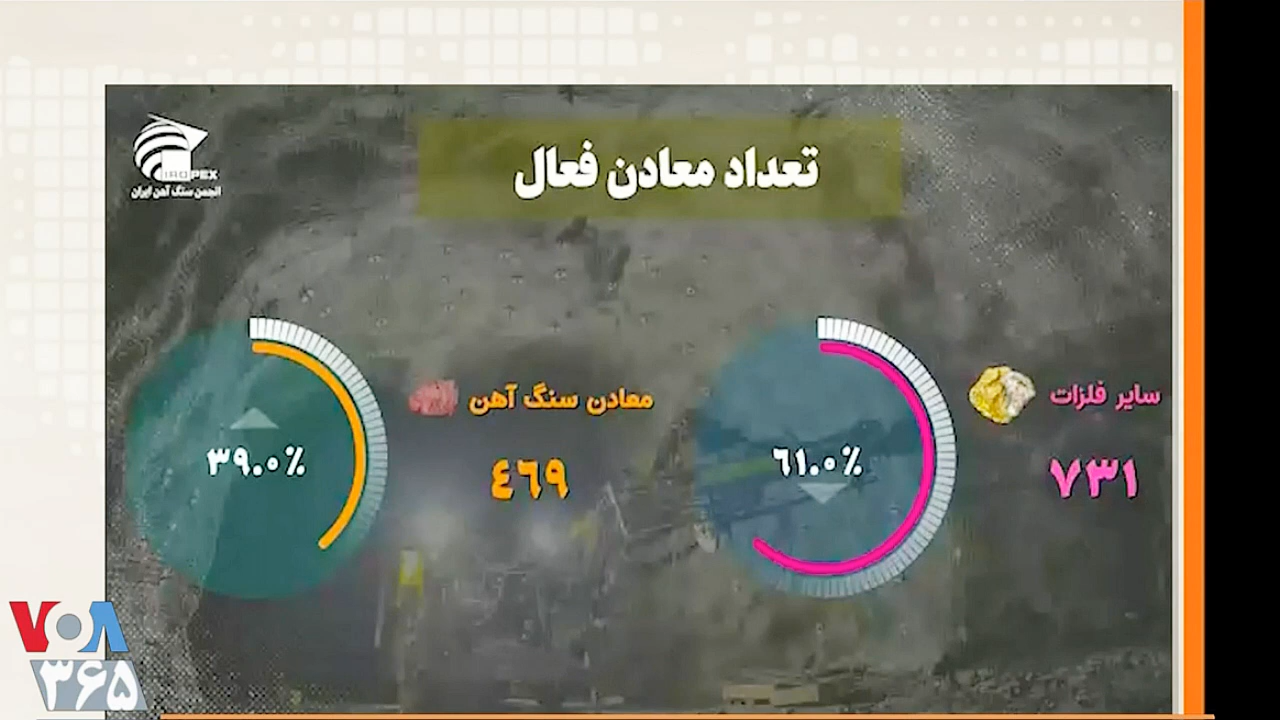 IROPEX
انجمن سنگ آهن ایران
تعداد معادن فعال
سایر فلزات
۷۳۱
۶۱.۰٪
معادن سنگ آهن
٤٦٩
۳۹.۰٪
VOA
۳۶۵